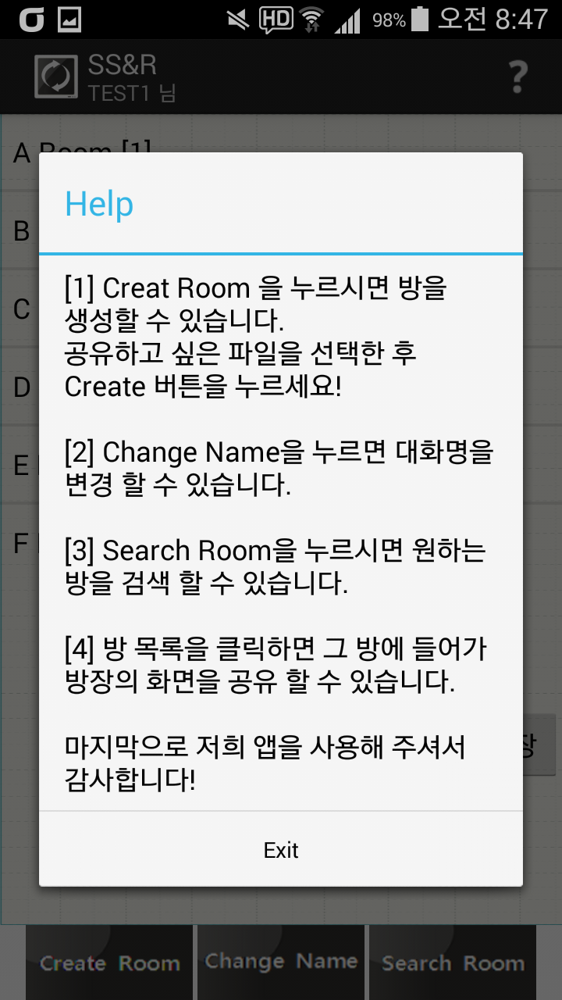 HD 98% 오전 8:47
SS&R
TEST1 님
?
A Room [1]
B
C
D
E
F
Help
[1] Creat Room 을 누르시면 방을
생성할 수 있습니다.
공유하고 싶은 파일을 선택한 후
Create 버튼을 누르세요!
[2] Change Name을 누르면 대화명을
변경 할 수 있습니다.
[3] Search Room을 누르시면 원하는
방을 검색 할 수 있습니다.
[4] 방 목록을 클릭하면 그 방에 들어가
방장의 화면을 공유 할 수 있습니다.
마지막으로 저희 앱을 사용해 주셔서
감사합니다!
Exit
Create Room Change Name Search Room